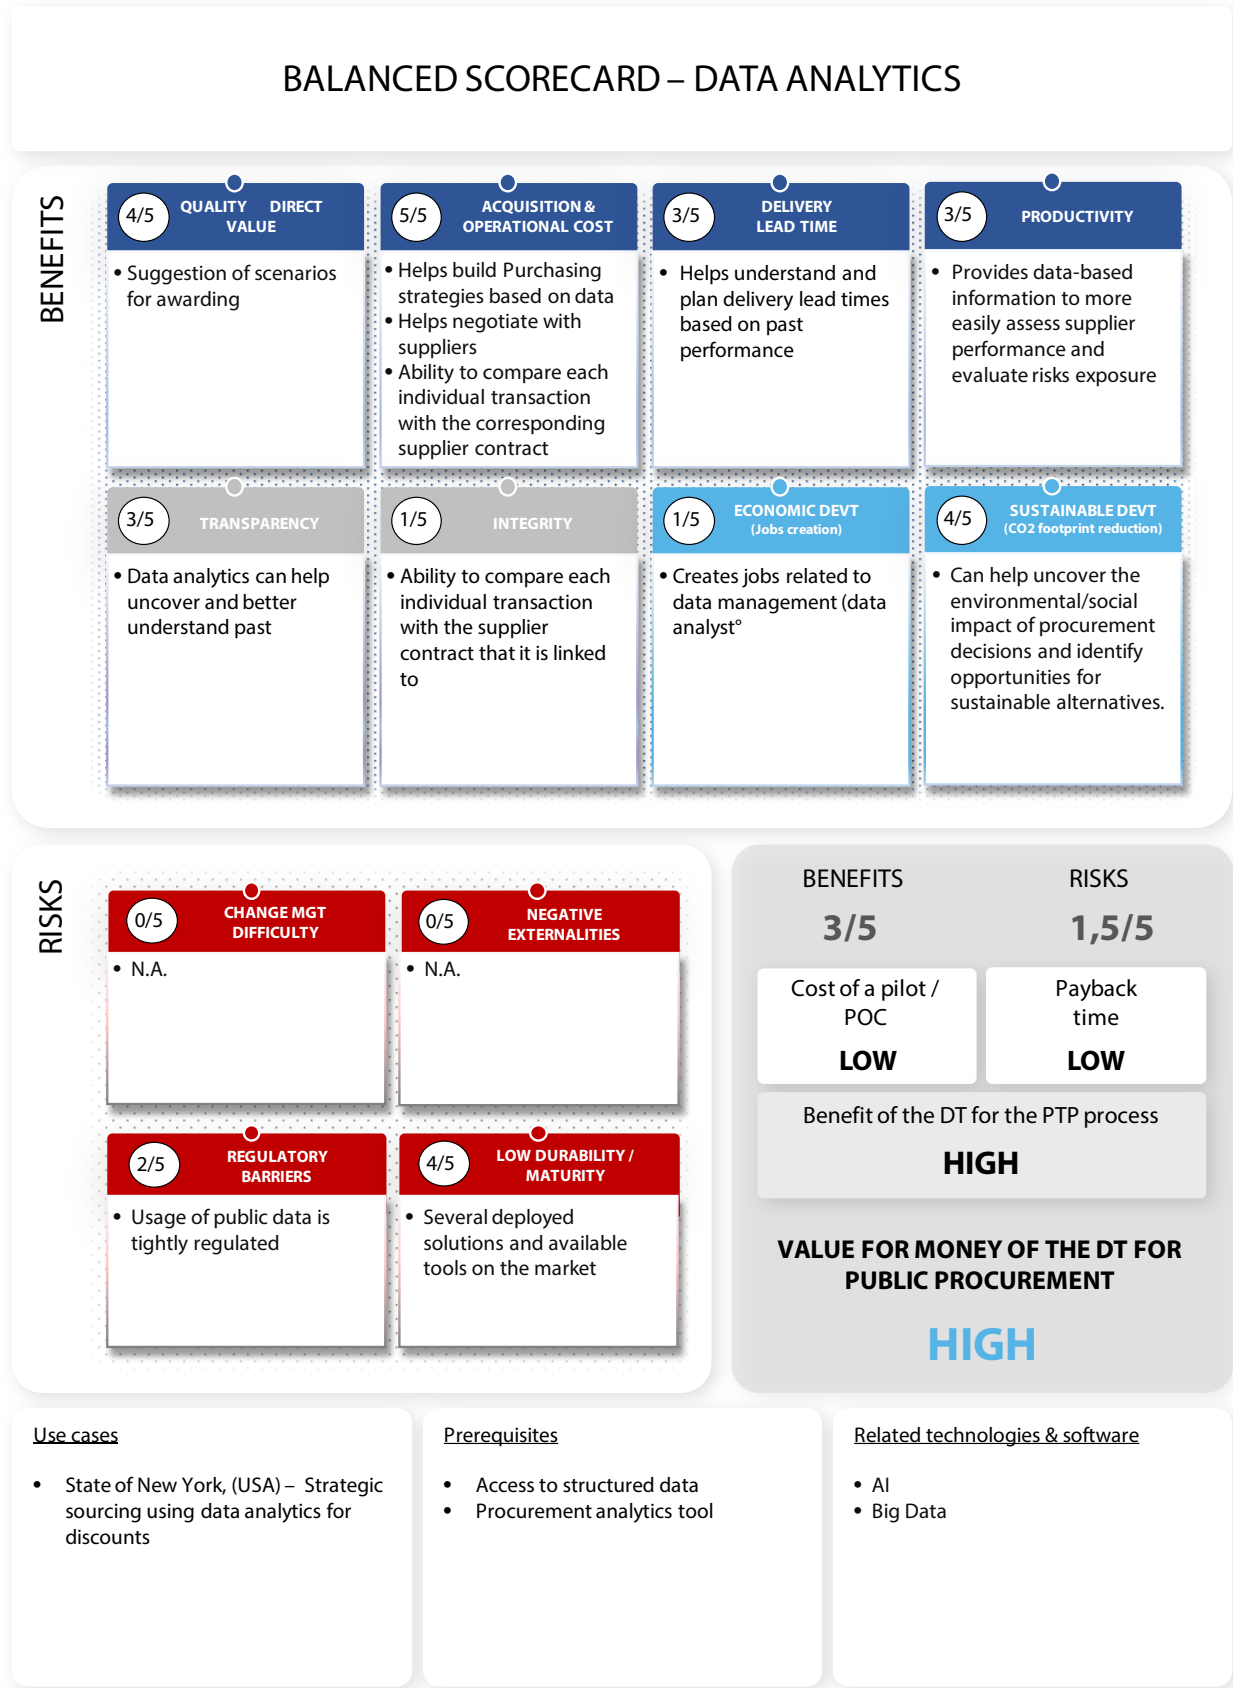 BALANCED SCORECARD – DATA ANALYTICS
BENEFITS
4/5
QUALITY DIRECT
VALUE
• Suggestion of scenarios
for awarding
5/5
ACQUISITION &
OPERATIONAL COST
• Helps build Purchasing
strategies based on data
• Helps negotiate with
suppliers
• Ability to compare each
individual transaction
with the corresponding
supplier contract
3/5
DELIVERY
LEAD TIME
• Helps understand and
plan delivery lead times
based on past
performance
3/5
PRODUCTIVITY
• Provides data-based
information to more
easily assess supplier
performance and
evaluate risks exposure
3/5
TRANSPARENCY
• Data analytics can help
uncover and better
understand past
1/5
INTEGRITY
• Ability to compare each
individual transaction
with the supplier
contract that it is linked
to
1/5
ECONOMIC DEVT
(Jobs creation)
• Creates jobs related to
data management (data
analyst°
4/5
SUSTAINABLE DEVT
(CO2 footprint reduction)
• Can help uncover the
environmental/social
impact of procurement
decisions and identify
opportunities for
sustainable alternatives.
RISKS
0/5
CHANGE MGT
DIFFICULTY
• N.A.
0/5
NEGATIVE
EXTERNALITIES
• N.A.
2/5
REGULATORY
BARRIERS
• Usage of public data is
tightly regulated
4/5
LOW DURABILITY /
MATURITY
• Several deployed
solutions and available
tools on the market
BENEFITS
3/5
RISKS
1,5/5
Cost of a pilot /
POC
LOW
Payback
time
LOW
Benefit of the DT for the PTP process
HIGH
VALUE FOR MONEY OF THE DT FOR
PUBLIC PROCUREMENT
HIGH
Use cases
• State of New York, (USA) – Strategic
sourcing using data analytics for
discounts
Prerequisites
• Access to structured data
• Procurement analytics tool
Related technologies & software
• AI
• Big Data